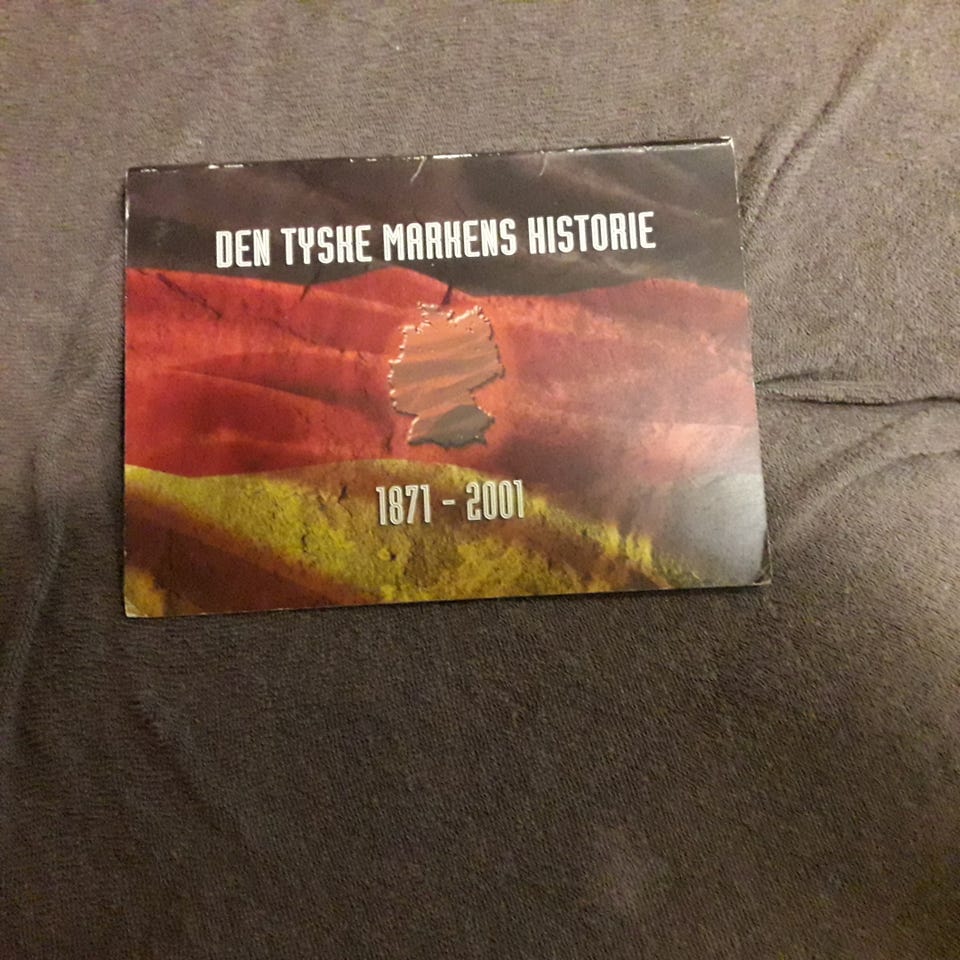 DEN TYSKE MARKENS HISTORIE
1871 - 2001